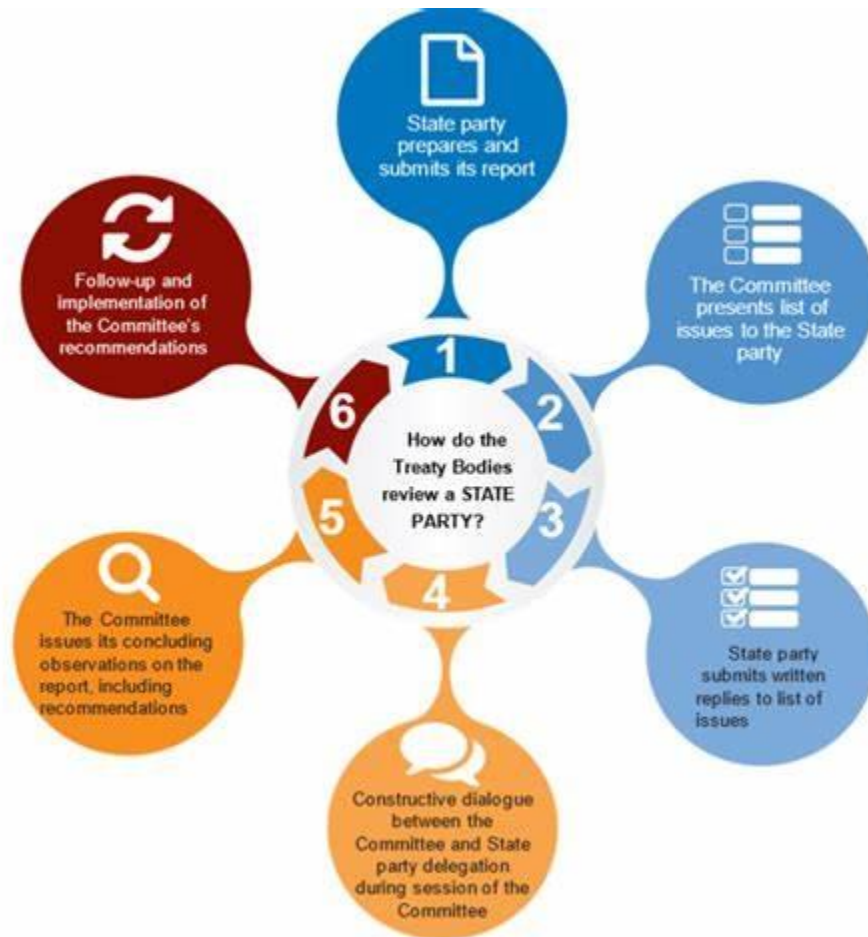 State party
prepares and
submits its report
The Committee
presents list of
issues to the State
party
State party
submits written
replies to list of
issues
Constructive dialogue
between the
Committee and State
party delegation
during session of the
Committee
The Committee
issues its concluding
observations on the
report, including
recommendations
Follow-up and
implementation of
the Committee's
recommendations
1
2
3
4
5
6
How do the
Treaty Bodies
review a STATE
PARTY?